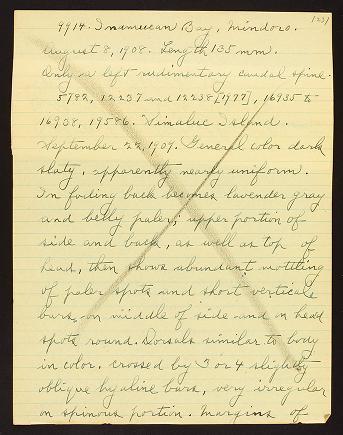 1231
9914. Inamucan Bay, Mindoro.
August 8, 1908. Length 135 mm.
Only a left rudimentary caudal spine.
5782, 12237 and 12238 [1977], 16935 to
16938, 19586. Simaluc Island.
September 22, 1909. General color dark
slaty, apparently nearly uniform.
In fading back becomes lavender gray
and belly paler; upper portion of
side and back, as well as top of
head, then shows abundant mottling
of paler spots and short vertical
bars, on middle of side and on head
spots round. Dorsals similar to body
in color, crossed by 3 or 4 slightly
oblique hyaline bars, very irregular
on spinous portion. Margins of